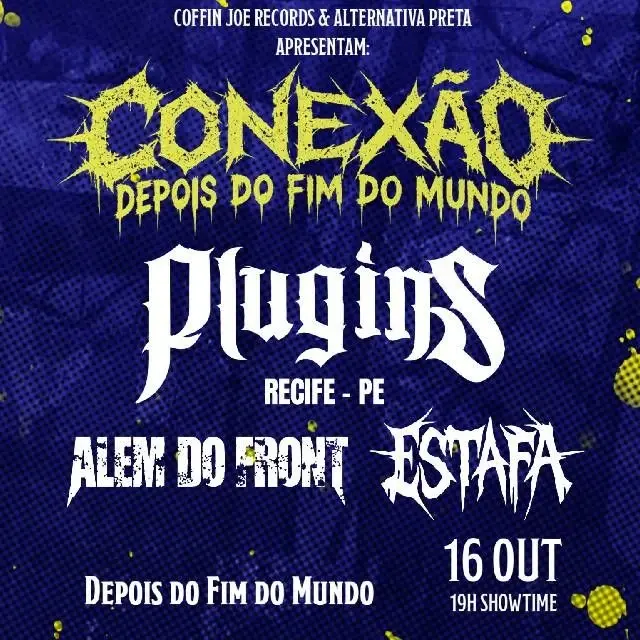 COFFIN JOE RECORDS & ALTERNATIVA PRETA
APRESENTAM:
CONEXÃO
DEPOIS DO FIM DO MUNDO
Plugins
RECIFE - PE
ALEM DO FRONT
ESTAFA
DEPOIS DO FIM DO MUNDO
16 OUT
19H SHOWTIME